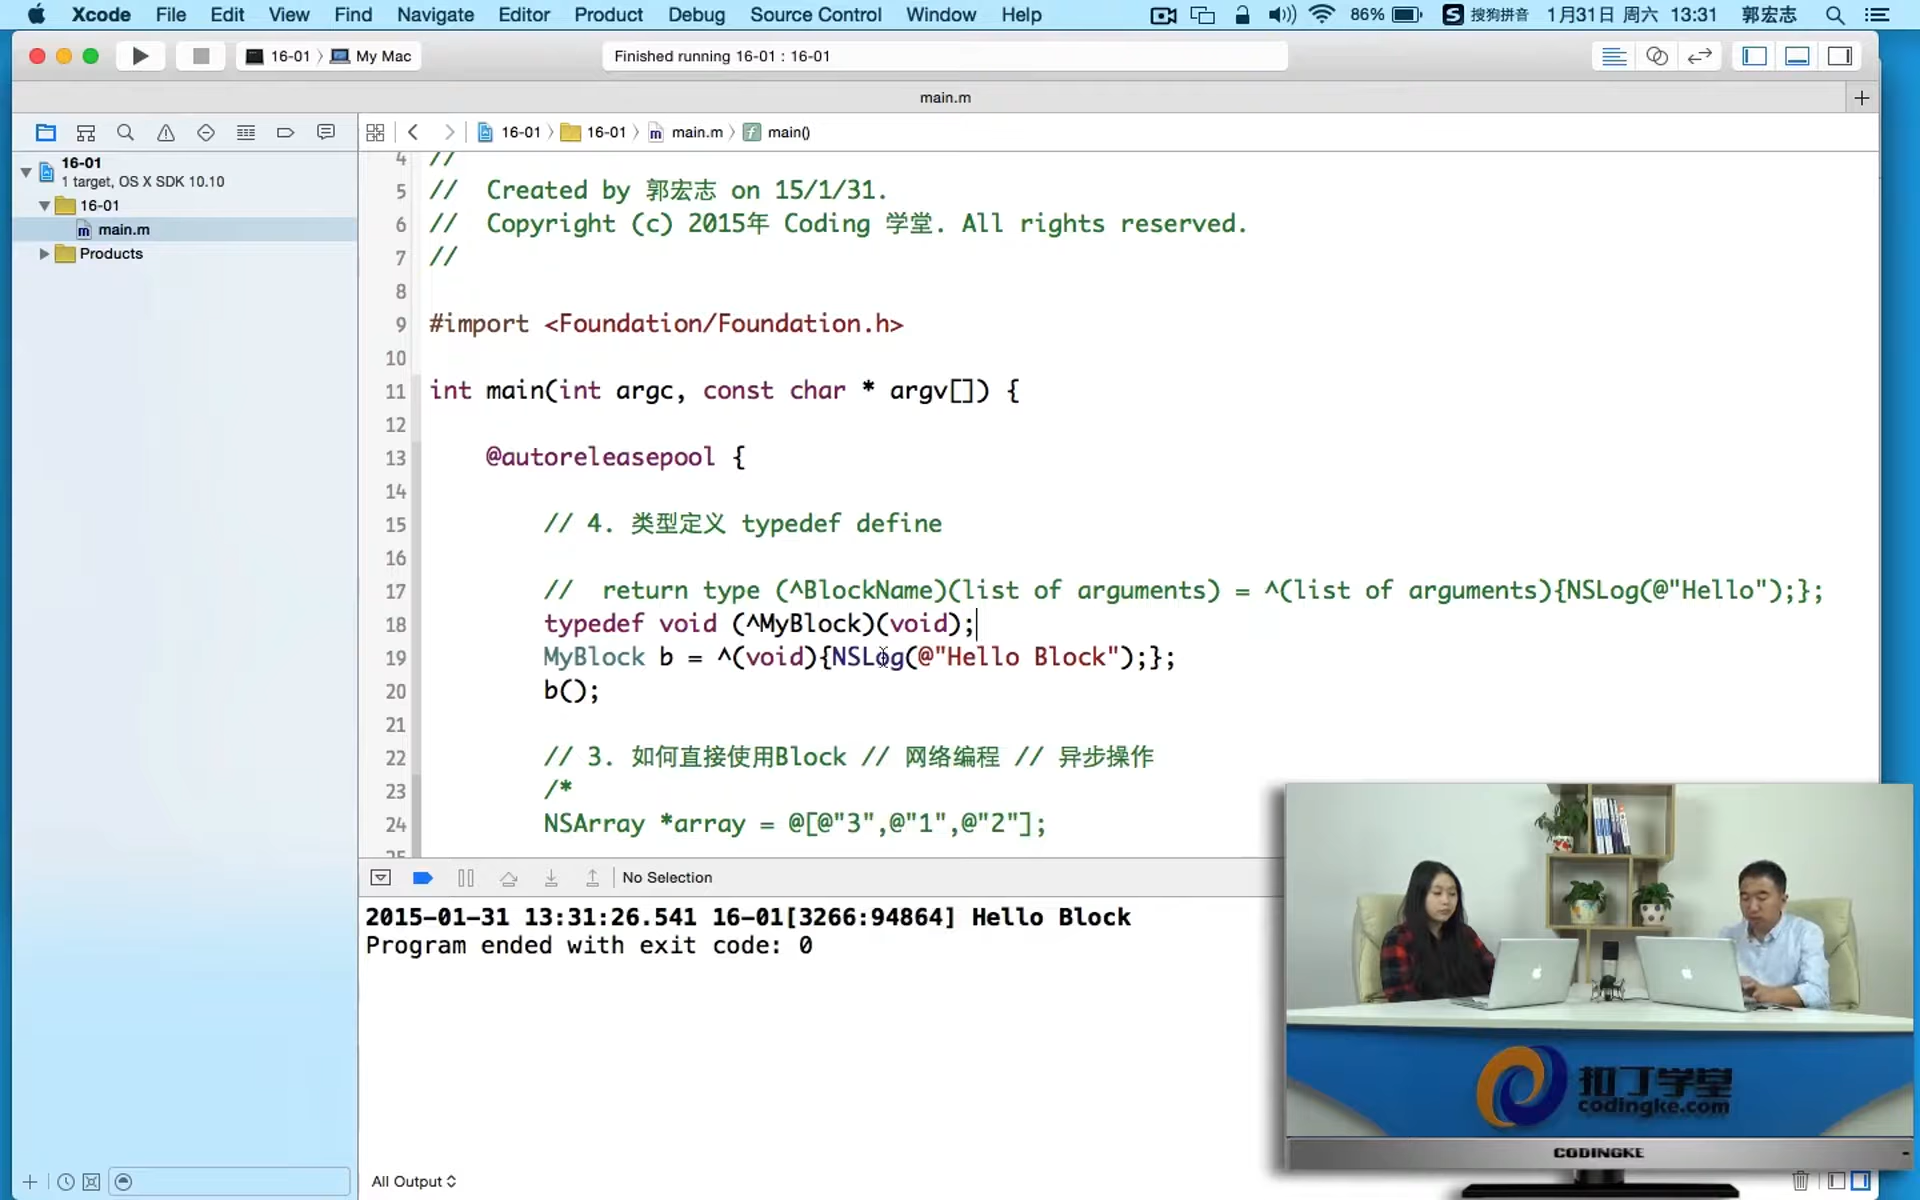 Xcode File Edit View Find Navigate Editor Product Debug Source Control Window Help 86% 搜狗拼音 1月31日 周六 13:31 郭宏志
16-01 My Mac Finished running 16-01 : 16-01
main.m
16-01 16-01 main.m main()
16-01
1 target, OS X SDK 10.10
16-01
main.m
Products
4 //
5 // Created by 郭宏志 on 15/1/31.
6 // Copyright (c) 2015年 Coding 学堂. All rights reserved.
7 //
8
9 #import <Foundation/Foundation.h>
10
11 int main(int argc, const char * argv[]) {
12
13 @autoreleasepool {
14
15 // 4. 类型定义 typedef define
16
17 // return type (^BlockName)(list of arguments) = ^(list of arguments){NSLog(@"Hello");};
18 typedef void (^MyBlock)(void);
19 MyBlock b = ^(void){NSLog(@"Hello Block");};
20 b();
21
22 // 3. 如何直接使用Block // 网络编程 // 异步操作
23 /*
24 NSArray *array = @[@"3",@"1",@"2"];
25
No Selection
2015-01-31 13:31:26.541 16-01[3266:94864] Hello Block
Program ended with exit code: 0
扣丁学堂
codingke.com
CODINGKE
All Output